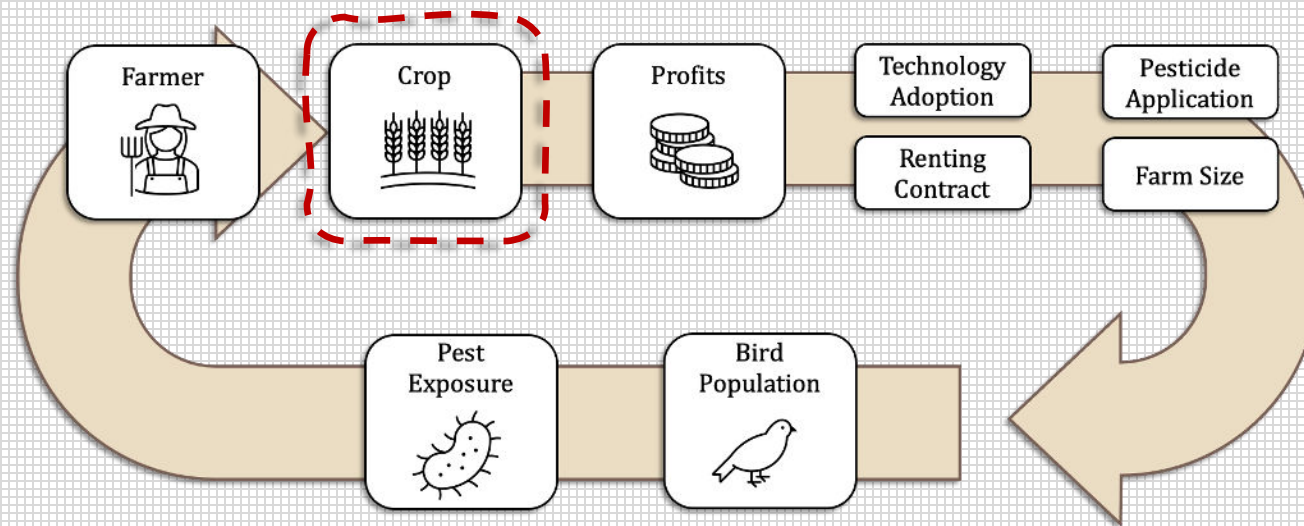 Farmer
Crop
Profits
Technology
Adoption
Pesticide
Application
Renting
Contract
Farm Size
Pest
Exposure
Bird
Population